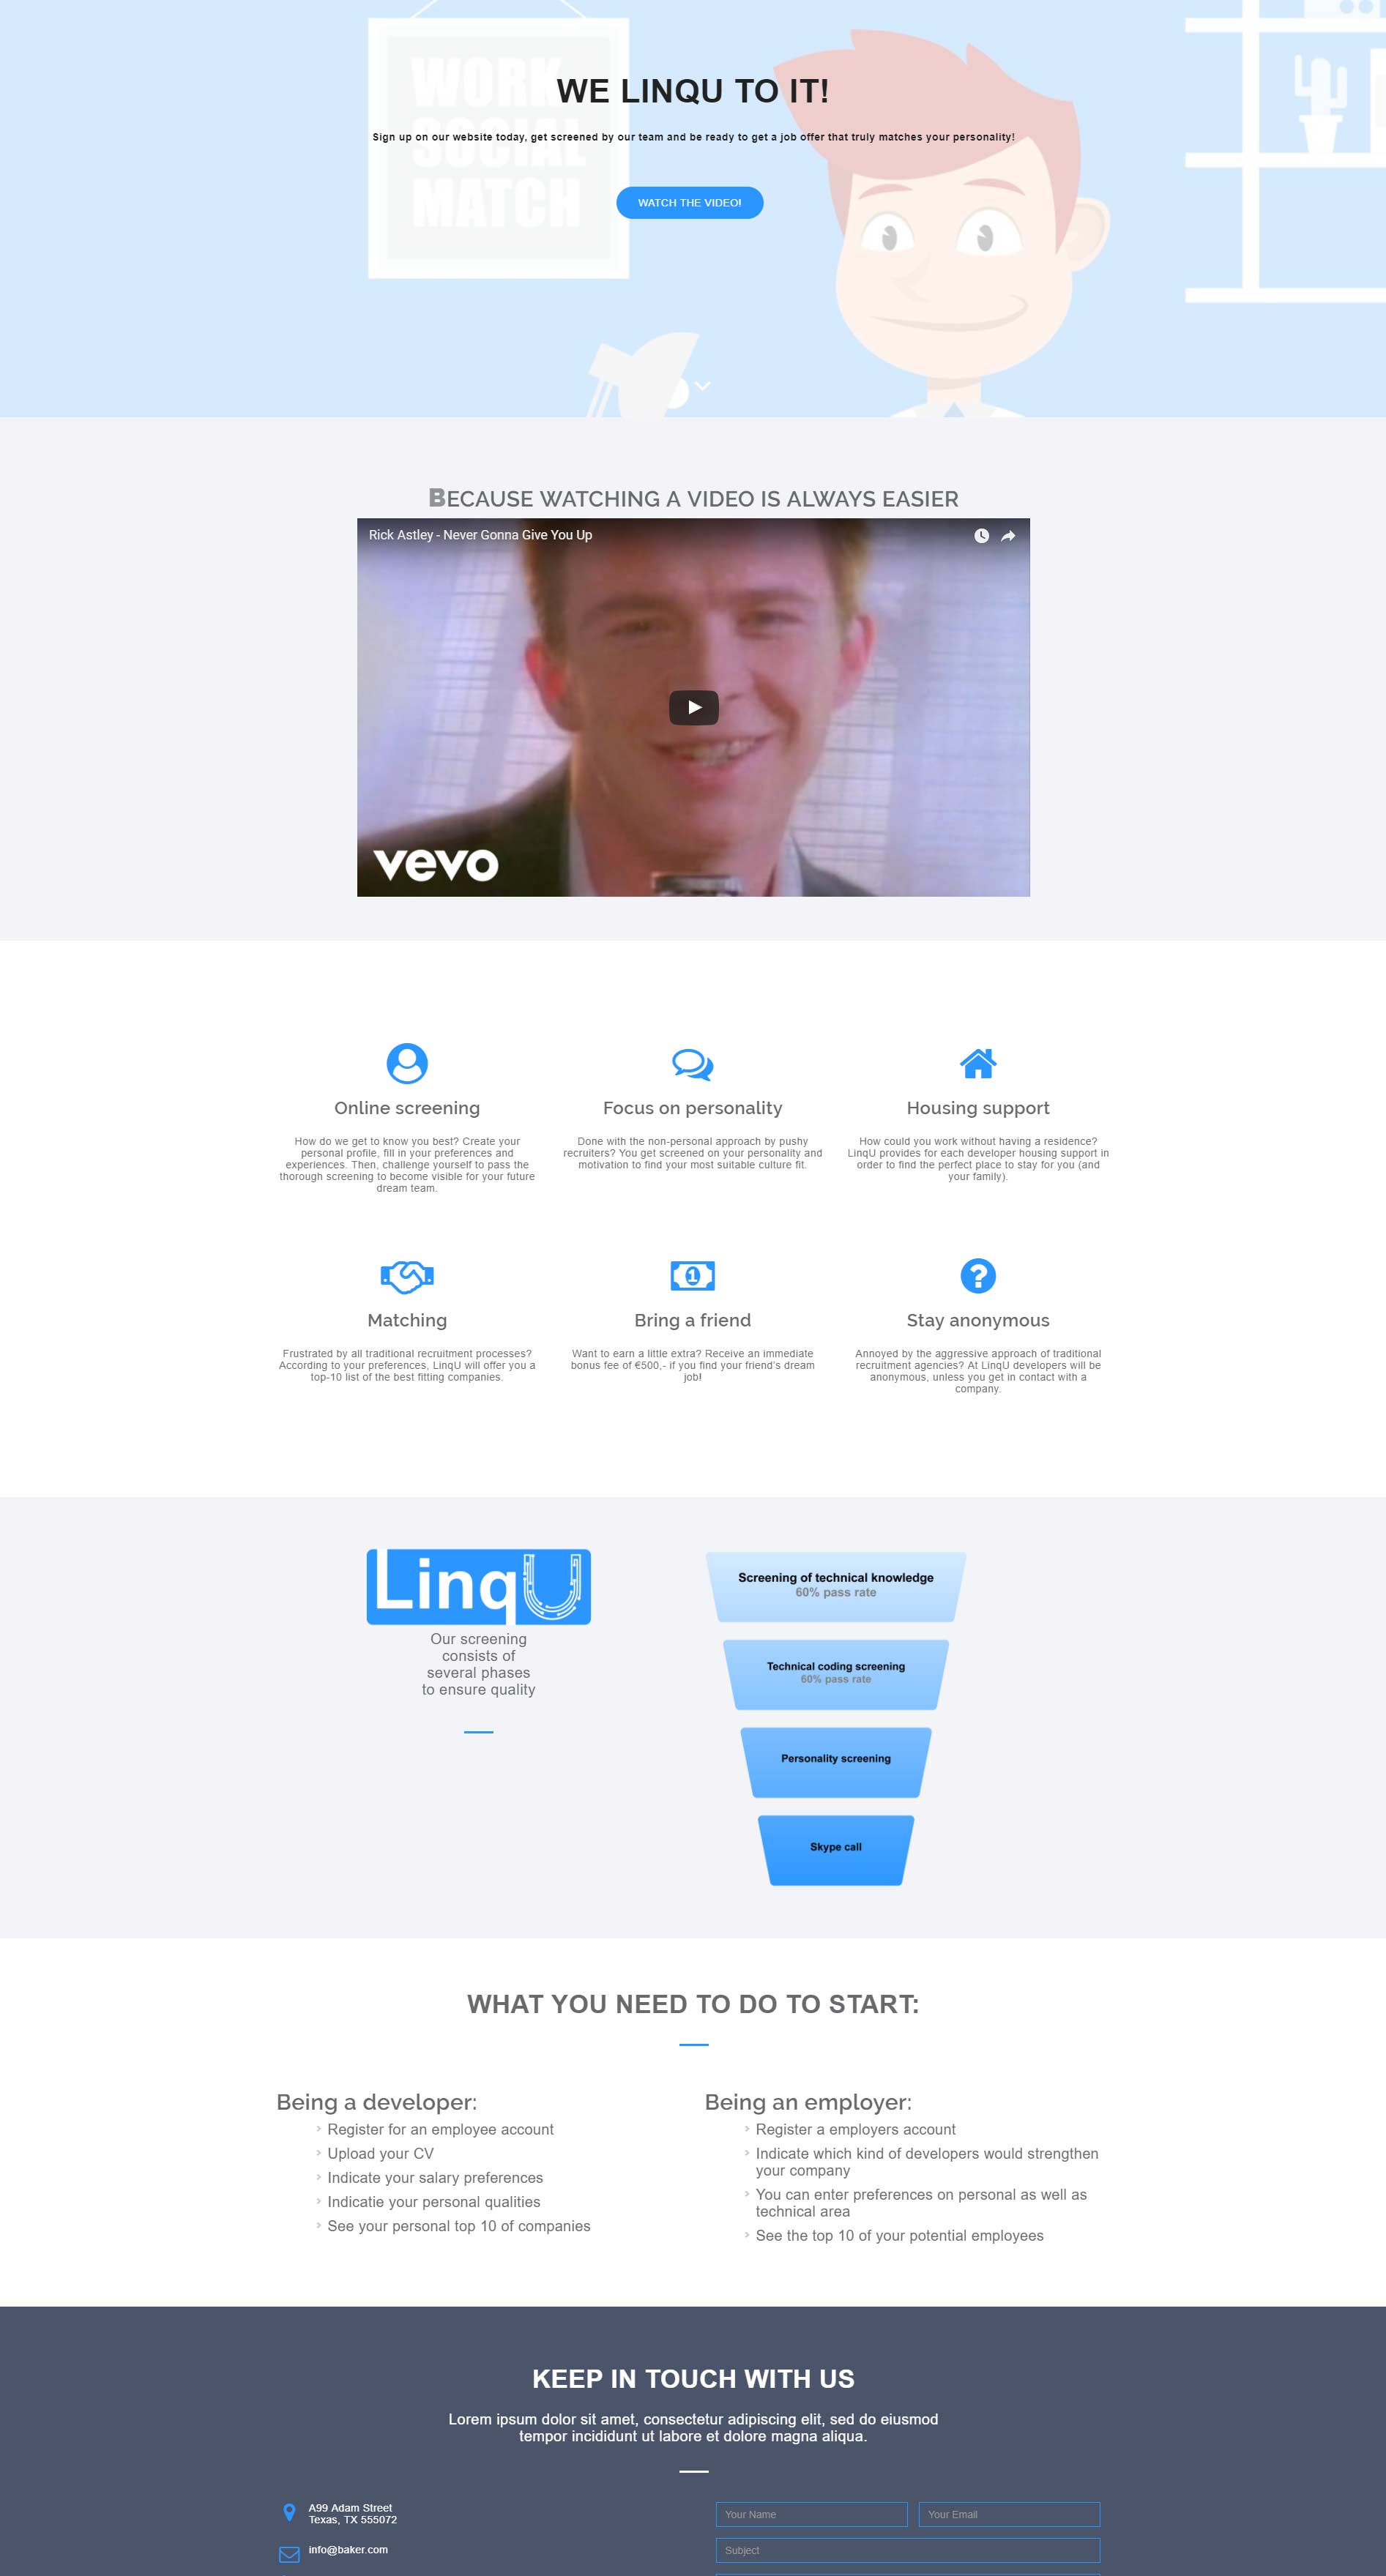 WORK
SOCIAL
MATCH
WE LINQU TO IT!
Sign up on our website today, get screened by our team and be ready to get a job offer that truly matches your personality!
WATCH THE VIDEO!
BECAUSE WATCHING A VIDEO IS ALWAYS EASIER
Rick Astley - Never Gonna Give You Up
vevo
Online screening
How do we get to know you best? Create your
personal profile, fill in your preferences and
experiences. Then, challenge yourself to pass the
thorough screening to become visible for your future
dream team.
Focus on personality
Done with the non-personal approach by pushy
recruiters? You get screened on your personality and
motivation to find your most suitable culture fit.
Housing support
How could you work without having a residence?
LinqU provides for each developer housing support in
order to find the perfect place to stay for you (and
your family).
Matching
Frustrated by all traditional recruitment processes?
According to your preferences, LinqU will offer you a
top-10 list of the best fitting companies.
1
Bring a friend
Want to earn a little extra? Receive an immediate
bonus fee of €500,- if you find your friend's dream
job!
?
Stay anonymous
Annoyed by the aggressive approach of traditional
recruitment agencies? At LinqU developers will be
anonymous, unless you get in contact with a
company.
LinqU
Our screening
consists of
several phases
to ensure quality
Screening of technical knowledge
60% pass rate
Technical coding screening
60% pass rate
Personality screening
Skype call
WHAT YOU NEED TO DO TO START:
Being a developer:
Register for an employee account
Upload your CV
Indicate your salary preferences
Indicatie your personal qualities
See your personal top 10 of companies
Being an employer:
Register a employers account
Indicate which kind of developers would strengthen
your company
You can enter preferences on personal as well as
technical area
See the top 10 of your potential employees
KEEP IN TOUCH WITH US
Lorem ipsum dolor sit amet, consectetur adipiscing elit, sed do eiusmod
tempor incididunt ut labore et dolore magna aliqua.
A99 Adam Street
Texas, TX 555072
info@baker.com
Your Name
Your Email
Subject